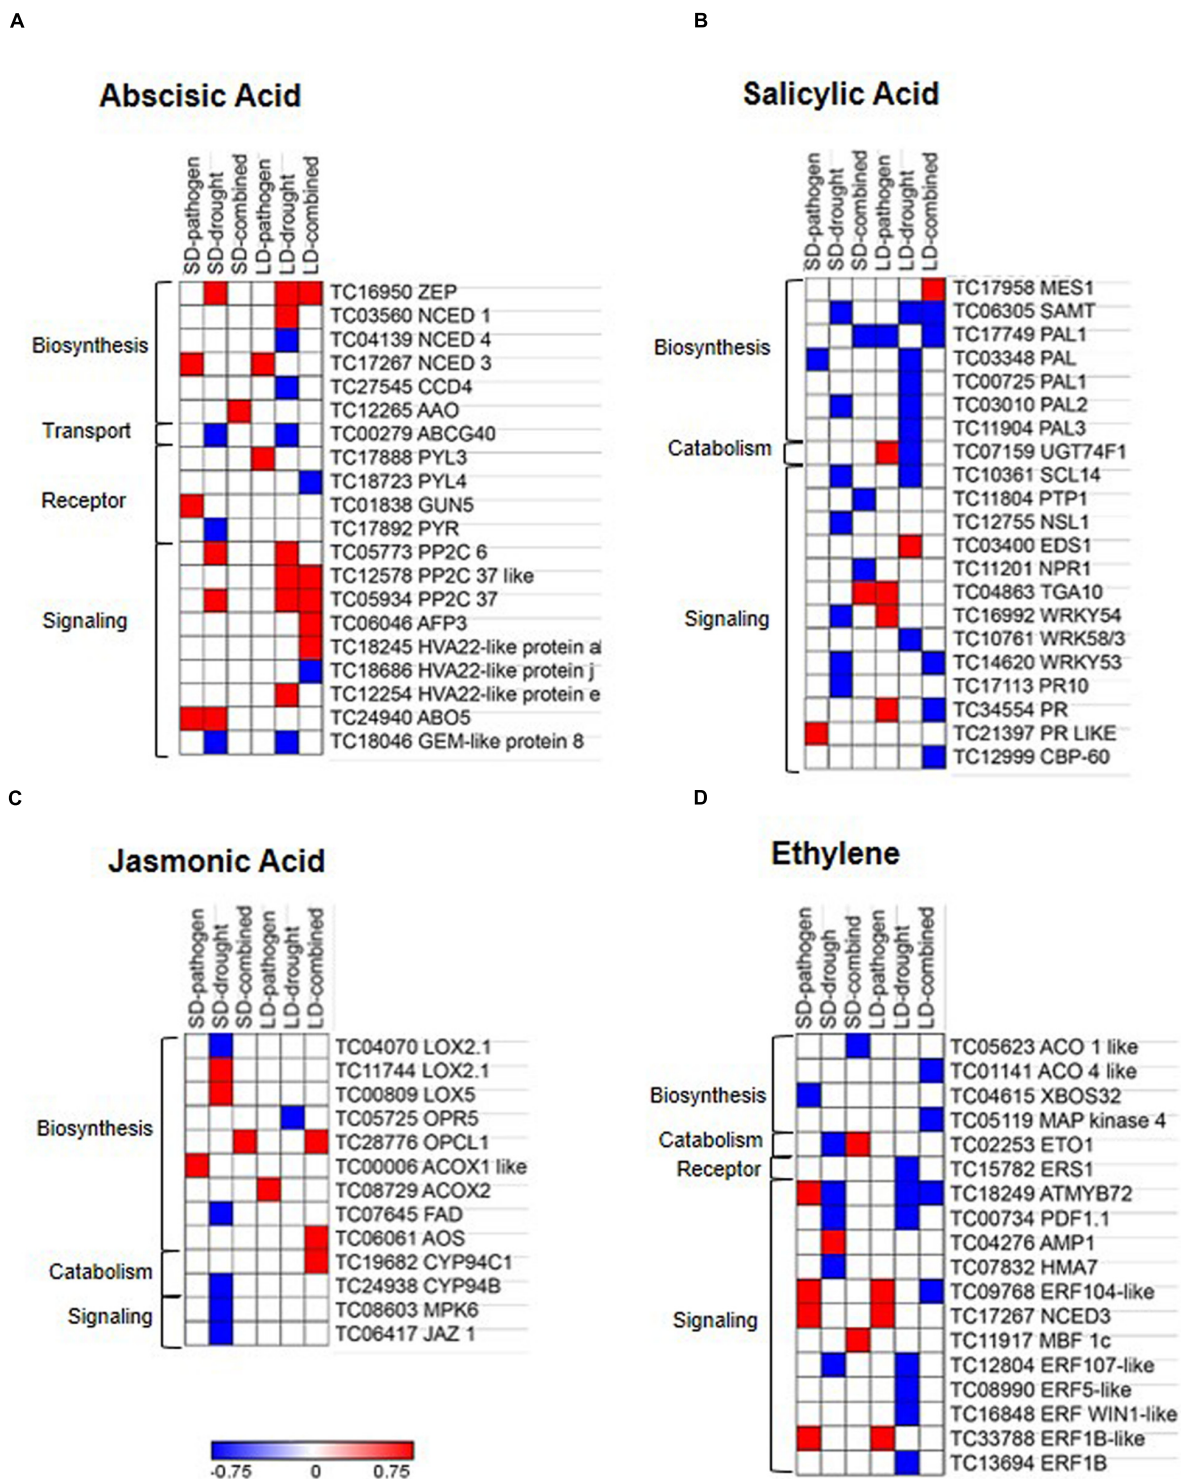 A
Abscisic Acid
SD-pathogen
SD-drought
SD-combined
LD-pathogen
LD-drought
LD-combined
Biosynthesis
Transport
Receptor
Signaling
TC16950 ZEP
TC03560 NCED 1
TC04139 NCED 4
TC17267 NCED 3
TC27545 CCD4
TC12265 AAO
TC00279 ABCG40
TC17888 PYL3
TC18723 PYL4
TC01838 GUN5
TC17892 PYR
TC05773 PP2C 6
TC12578 PP2C 37 like
TC05934 PP2C 37
TC06046 AFP3
TC18245 HVA22-like protein a
TC18686 HVA22-like protein j
TC12254 HVA22-like protein e
TC24940 ABO5
TC18046 GEM-like protein 8
B
Salicylic Acid
SD-pathogen
SD-drought
SD-combined
LD-pathogen
LD-drought
LD-combined
Biosynthesis
Catabolism
Signaling
TC17958 MES1
TC06305 SAMT
TC17749 PAL1
TC03348 PAL
TC00725 PAL1
TC03010 PAL2
TC11904 PAL3
TC07159 UGT74F1
TC10361 SCL14
TC11804 PTP1
TC12755 NSL1
TC03400 EDS1
TC11201 NPR1
TC04863 TGA10
TC16992 WRKY54
TC10761 WRK58/3
TC14620 WRKY53
TC17113 PR10
TC34554 PR
TC21397 PR LIKE
TC12999 CBP-60
C
Jasmonic Acid
SD-pathogen
SD-drought
SD-combined
LD-pathogen
LD-drought
LD-combined
Biosynthesis
Catabolism
Signaling
TC04070 LOX2.1
TC11744 LOX2.1
TC00809 LOX5
TC05725 OPR5
TC28776 OPCL1
TC00006 ACOX1 like
TC08729 ACOX2
TC07645 FAD
TC06061 AOS
TC19682 CYP94C1
TC24938 CYP94B
TC08603 MPK6
TC06417 JAZ 1
-0.75 0 0.75
D
Ethylene
SD-pathogen
SD-drough
SD-combind
LD-pathogen
LD-drought
LD-combined
Biosynthesis
Catabolism
Receptor
Signaling
TC05623 ACO 1 like
TC01141 ACO 4 like
TC04615 XBOS32
TC05119 MAP kinase 4
TC02253 ETO1
TC15782 ERS1
TC18249 ATMYB72
TC00734 PDF1.1
TC04276 AMP1
TC07832 HMA7
TC09768 ERF104-like
TC17267 NCED3
TC11917 MBF 1c
TC12804 ERF107-like
TC08990 ERF5-like
TC16848 ERF WIN1-like
TC33788 ERF1B-like
TC13694 ERF1B